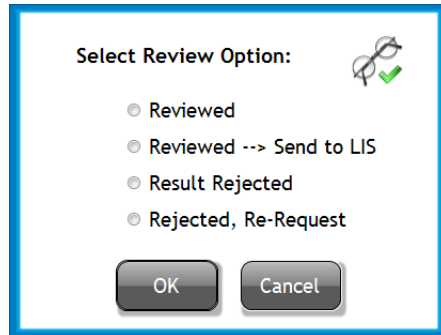 Select Review Option:
Reviewed
Reviewed --> Send to LIS
Result Rejected
Rejected, Re-Request
OK Cancel